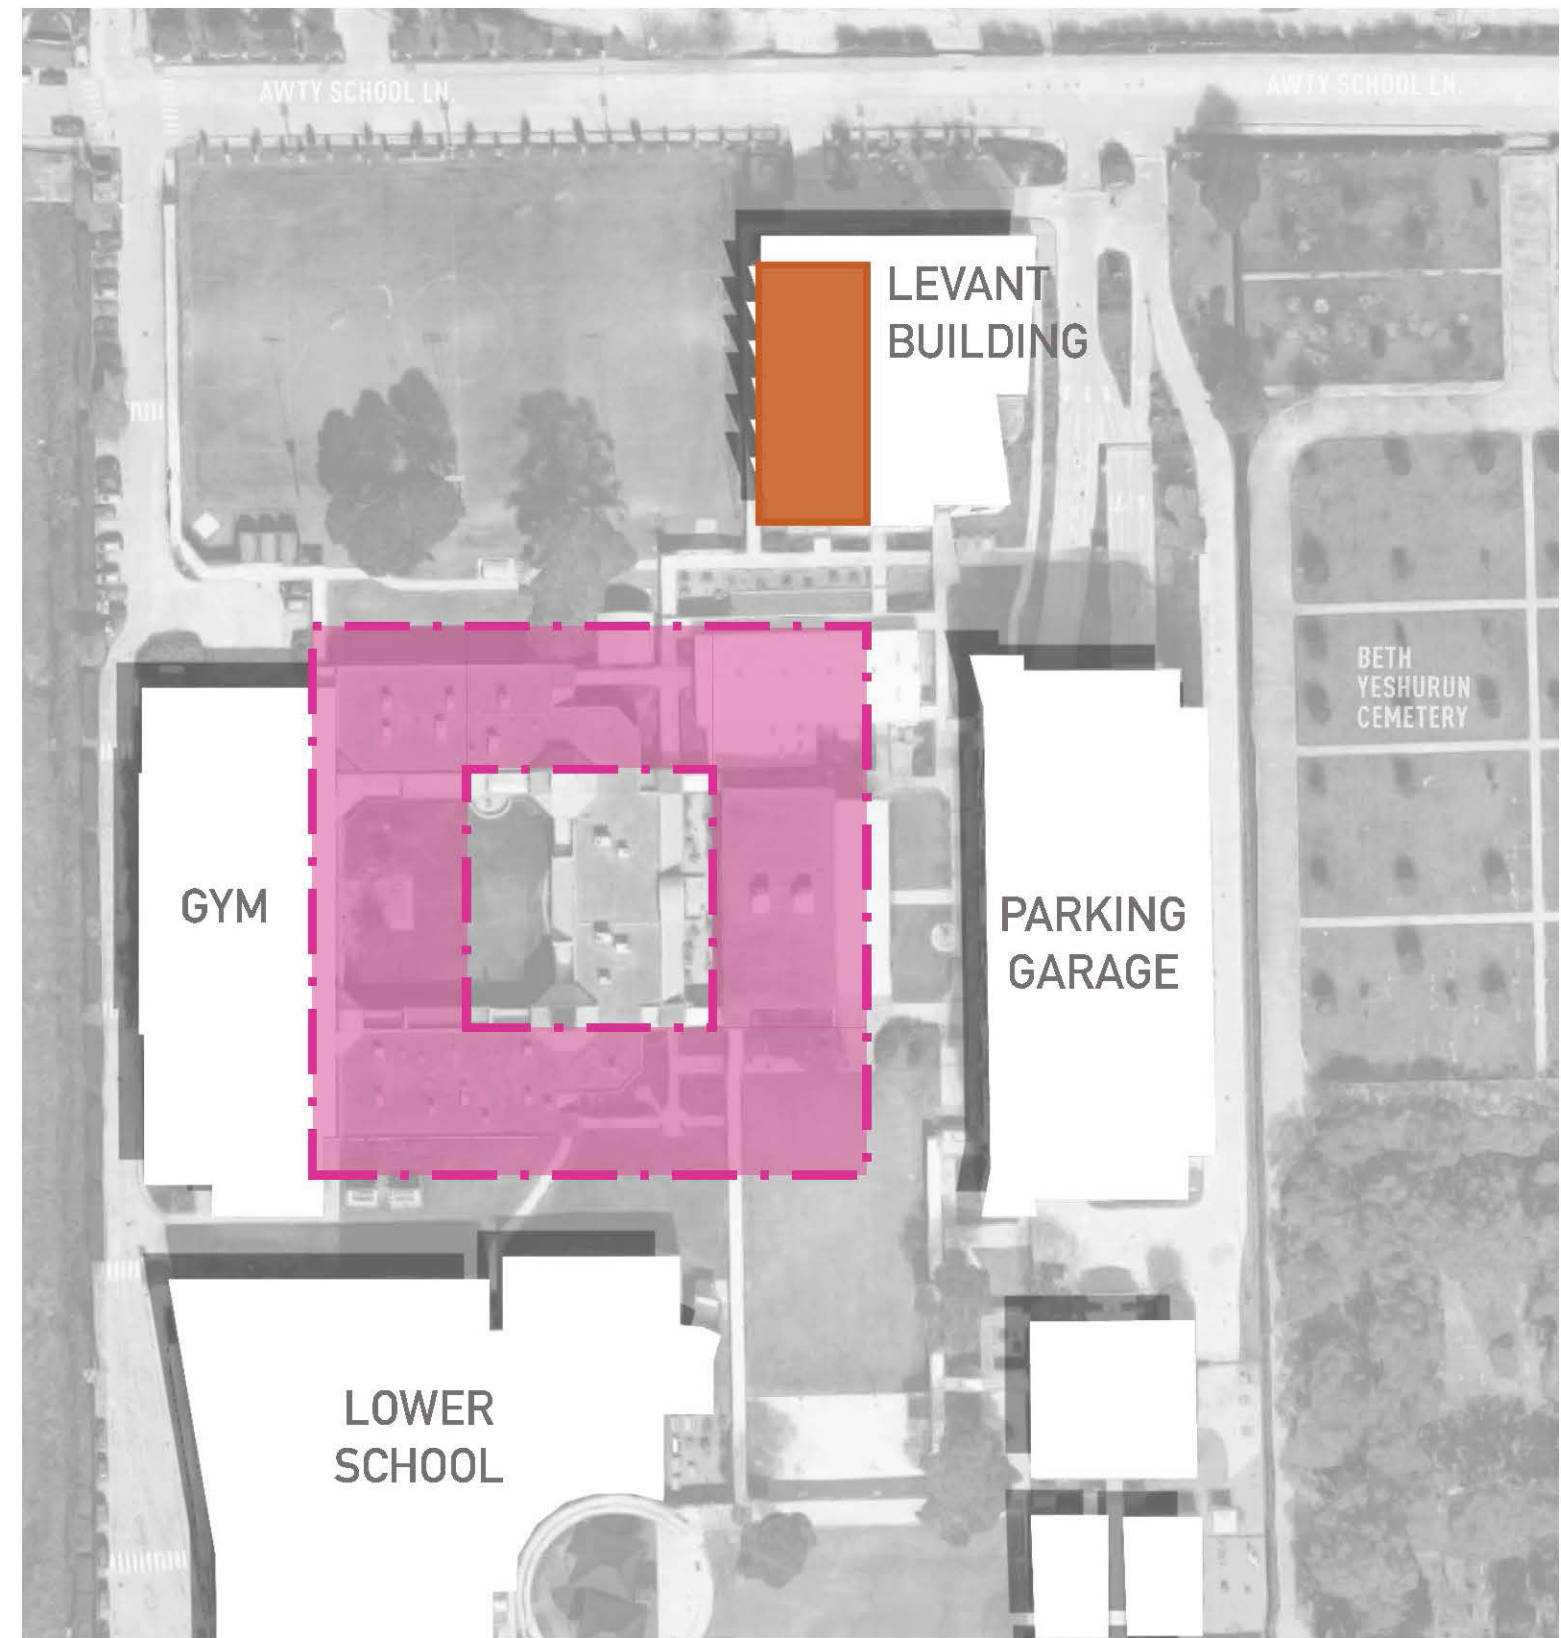 AWTY SCHOOL LN.
AWTY SCHOOL LN.
LEVANT
BUILDING
BETH
YESHURUN
CEMETERY
GYM
PARKING
GARAGE
LOWER
SCHOOL